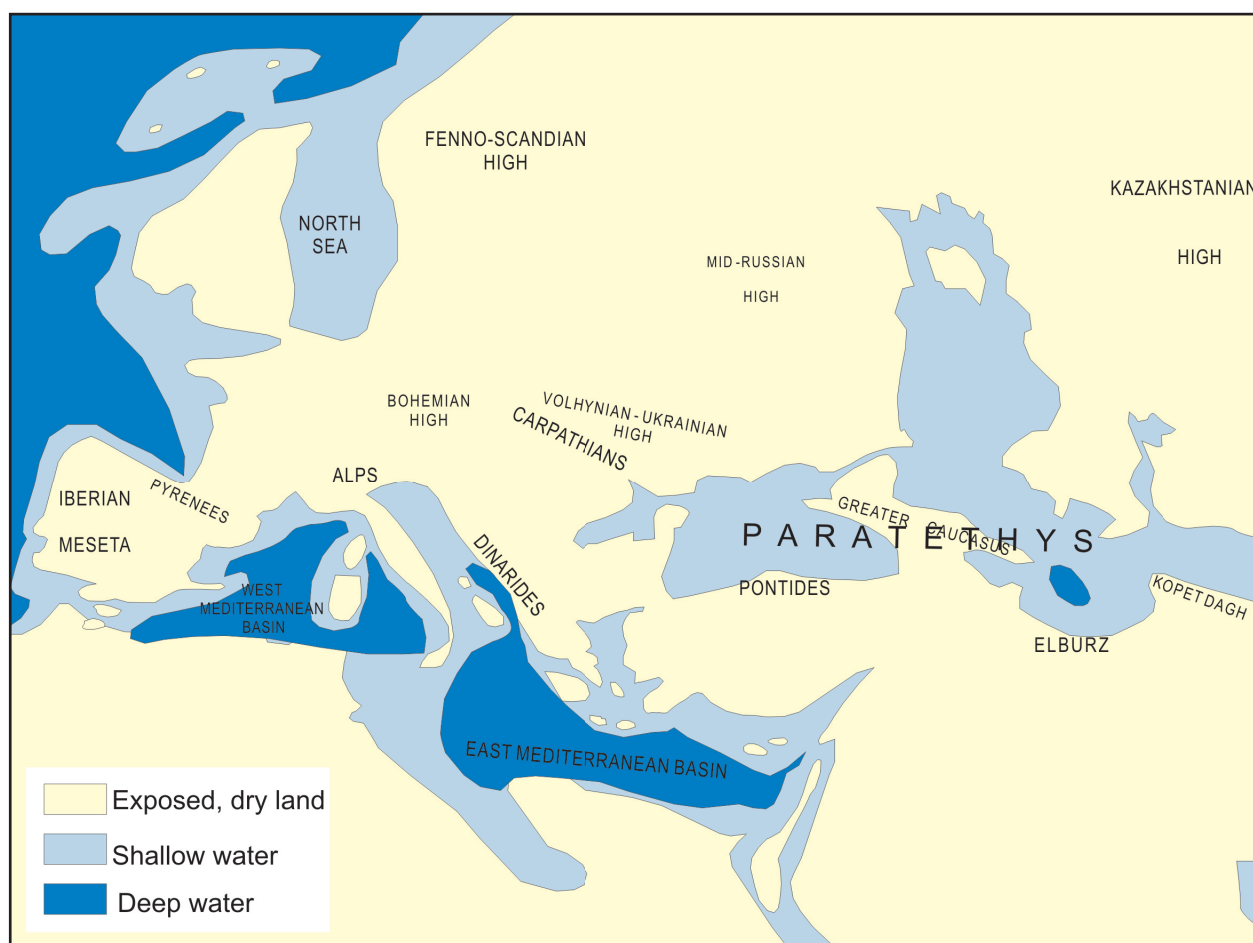 FENNO-SCANDIAN
HIGH
KAZAKHSTANIAN
HIGH
NORTH
SEA
MID-RUSSIAN
HIGH
BOHEMIAN
HIGH
VOLHYNIAN-UKRAINIAN
HIGH
CARPATHIANS
ALPS
IBERIAN
MESETA
PYRENEES
GREATER CAUCASUS
PARATETHYS
DINARIDES
PONTIDES
KOPET DAGH
WEST
MEDITERRANEAN
BASIN
ELBURZ
EAST MEDITERRANEAN BASIN
Exposed, dry land
Shallow water
Deep water